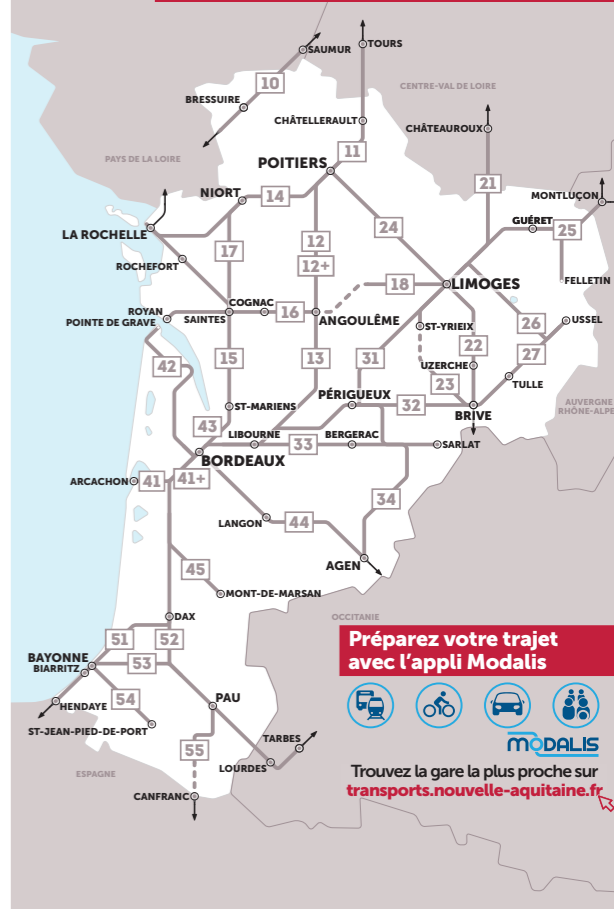 SAUMUR
TOURS
10
CENTRE-VAL DE LOIRE
BRESSUIRE
CHÂTELLERAULT
CHÂTEAUROUX
11
PAYS DE LA LOIRE
POITIERS
21
NIORT
14
MONTLUÇON
LA ROCHELLE
17
12
24
GUÉRET
25
12+
ROCHEFORT
18
LIMOGES
FELLETIN
ROYAN
POINTE DE GRAVE
COGNAC
SAINTES
16
ANGOULÊME
ST-YRIEIX
26
USSEL
42
15
13
31
22
27
UZERCHE
23
TULLE
PÉRIGUEUX
ST-MARIENS
32
BRIVE
AUVERGNE
RHÔNE-ALPE
43
LIBOURNE
33
BERGERAC
SARLAT
BORDEAUX
ARCACHON
41
41+
34
LANGON
44
AGEN
45
MONT-DE-MARSAN
DAX
OCCITANIE
51
52
BAYONNE
BIARRITZ
53
54
HENDAYE
PAU
ST-JEAN-PIED-DE-PORT
55
TARBES
LOURDES
ESPAGNE
CANFRANC
Préparez votre trajet
avec l’appli Modalis
MODALIS
Trouvez la gare la plus proche sur
transports.nouvelle-aquitaine.fr